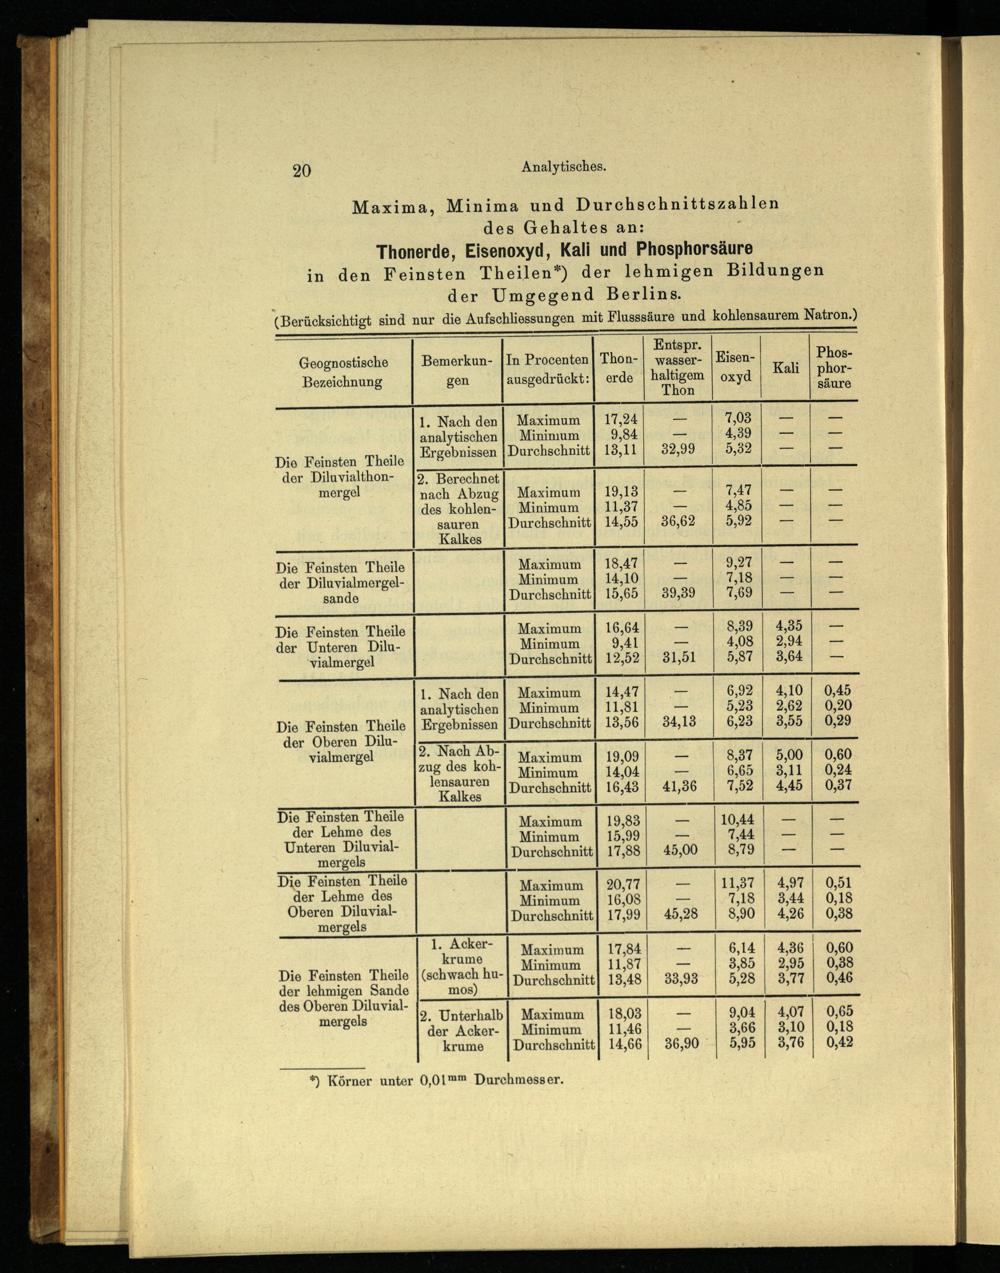 20
Analytisches.
Maxima, Minima und Durchschnittszahlen
des Gehaltes an:
Thonerde, Eisenoxyd, Kali und Phosphorsäure
in den Feinsten Theilen*) der lehmigen Bildungen
der Umgegend Berlins.
(Berücksichtigt sind nur die Aufschliessungen mit Flusssäure und kohlensaurem Natron.)
Geognostische Bezeichnung | Bemerkungen | In Procenten ausgedrückt: | Thonerde | Entspr. wasserhaltigem Thon | Eisenoxyd | Kali | Phosphorsäure
Die Feinsten Theile der Diluvialthonmergel
1. Nach den analytischen Ergebnissen
Maximum 17,24 — 7,03 — —
Minimum 9,84 — 4,39 — —
Durchschnitt 13,11 32,99 5,32 — —
2. Berechnet nach Abzug des kohlensauren Kalkes
Maximum 19,13 — 7,47 — —
Minimum 11,37 — 4,85 — —
Durchschnitt 14,55 36,62 5,92 — —
Die Feinsten Theile der Diluvialmergelsande
Maximum 18,47 — 9,27 — —
Minimum 14,10 — 7,18 — —
Durchschnitt 15,65 39,39 7,69 — —
Die Feinsten Theile der Unteren Diluvialmergel
Maximum 16,64 — 8,39 4,35 —
Minimum 9,41 — 4,08 2,94 —
Durchschnitt 12,52 31,51 5,87 3,64 —
Die Feinsten Theile der Oberen Diluvialmergel
1. Nach den analytischen Ergebnissen
Maximum 14,47 — 6,92 4,10 0,45
Minimum 11,81 — 5,23 2,62 0,20
Durchschnitt 13,56 34,13 6,23 3,55 0,29
2. Nach Abzug des kohlensauren Kalkes
Maximum 19,09 — 8,37 5,00 0,60
Minimum 14,04 — 6,65 3,11 0,24
Durchschnitt 16,43 41,36 7,52 4,45 0,37
Die Feinsten Theile der Lehme des Unteren Diluvialmergels
Maximum 19,83 — 10,44 — —
Minimum 15,99 — 7,44 — —
Durchschnitt 17,88 45,00 8,79 — —
Die Feinsten Theile der Lehme des Oberen Diluvialmergels
Maximum 20,77 — 11,37 4,97 0,51
Minimum 16,08 — 7,18 3,44 0,18
Durchschnitt 17,99 45,28 8,90 4,26 0,38
Die Feinsten Theile der lehmigen Sande des Oberen Diluvialmergels
1. Ackerkrume (schwach humos)
Maximum 17,84 — 6,14 4,36 0,60
Minimum 11,87 — 3,85 2,95 0,38
Durchschnitt 13,48 33,93 5,28 3,77 0,46
2. Unterhalb der Ackerkrume
Maximum 18,03 — 9,04 4,07 0,65
Minimum 11,46 — 3,66 3,10 0,18
Durchschnitt 14,66 36,90 5,95 3,76 0,42
*) Körner unter 0,01mm Durchmesser.